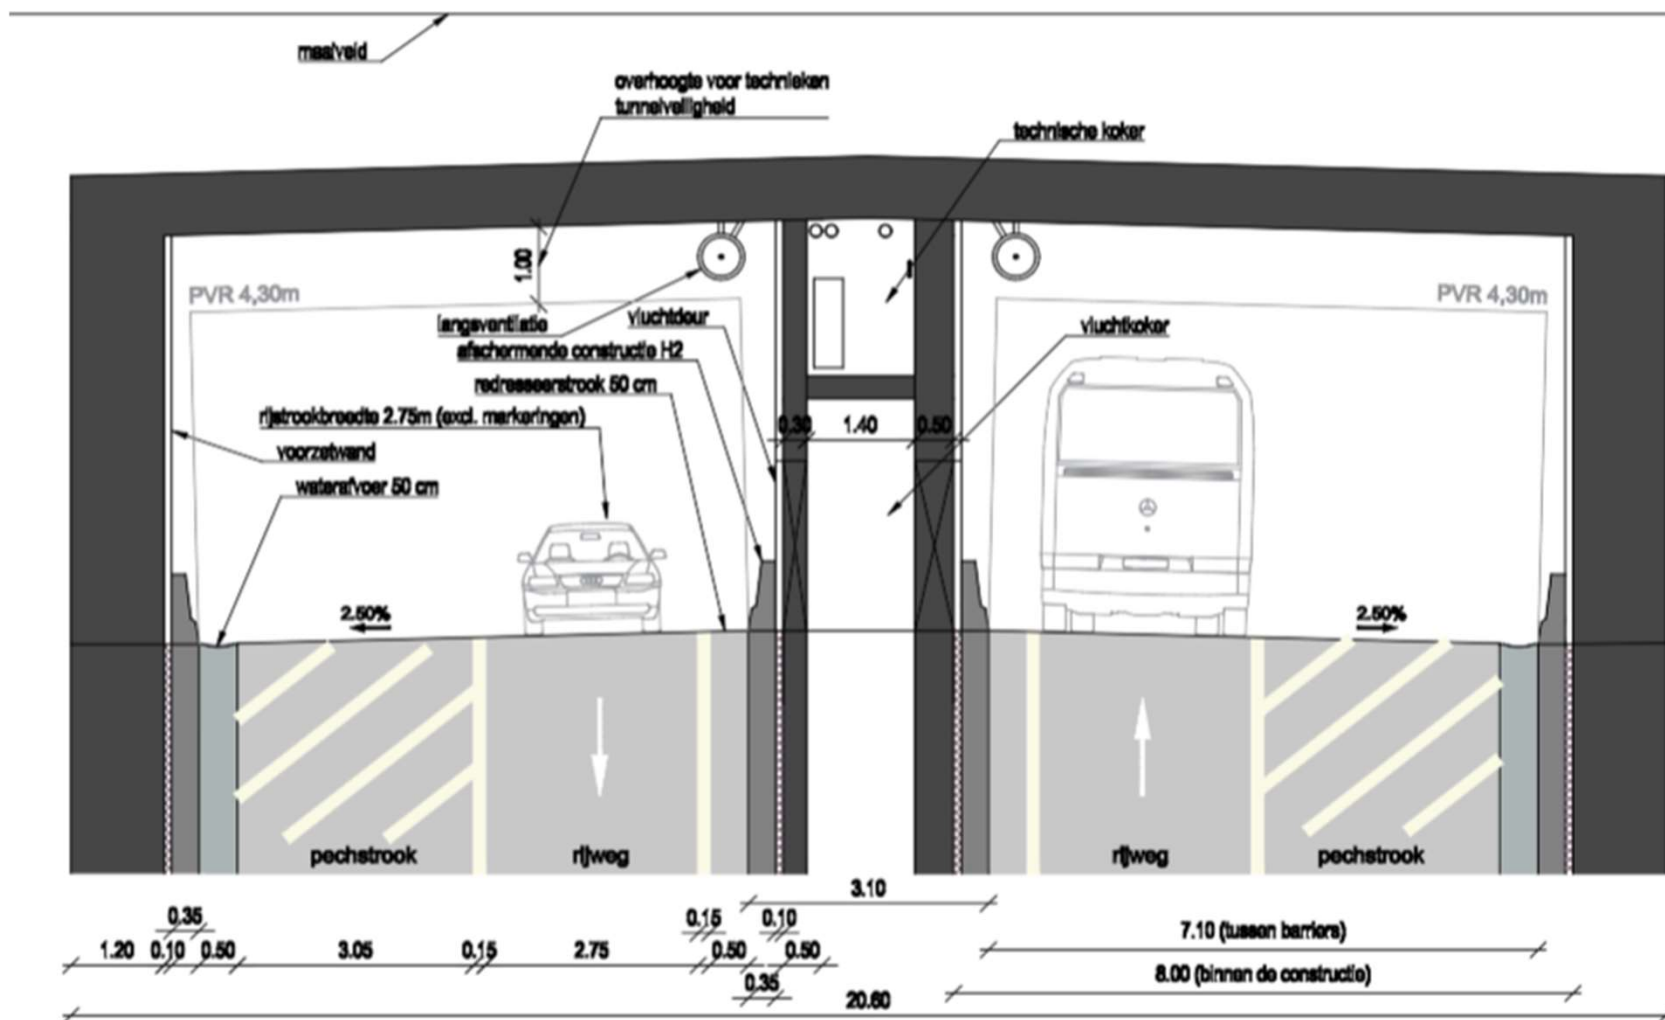 maaiveld
overhoogte voor technieken
tunnelveiligheid
technische koker
1.00
PVR 4,30m
PVR 4,30m
langsventilatie
vluchtdeur
vluchtkoker
afschermende constructie H2
redresseerstrook 50 cm
rijstrookbreedte 2.75m (excl. markeringen)
0.30
1.40
0.50
voorzetwand
waterafvoer 50 cm
2.50%
2.50%
pechstrook
rijweg
rijweg
pechstrook
3.10
0.35
0.15
0.10
7.10 (tussen barriers)
1.20
0.10
0.50
3.05
0.15
2.75
0.50
0.50
8.00 (binnen de constructie)
0.35
20.60